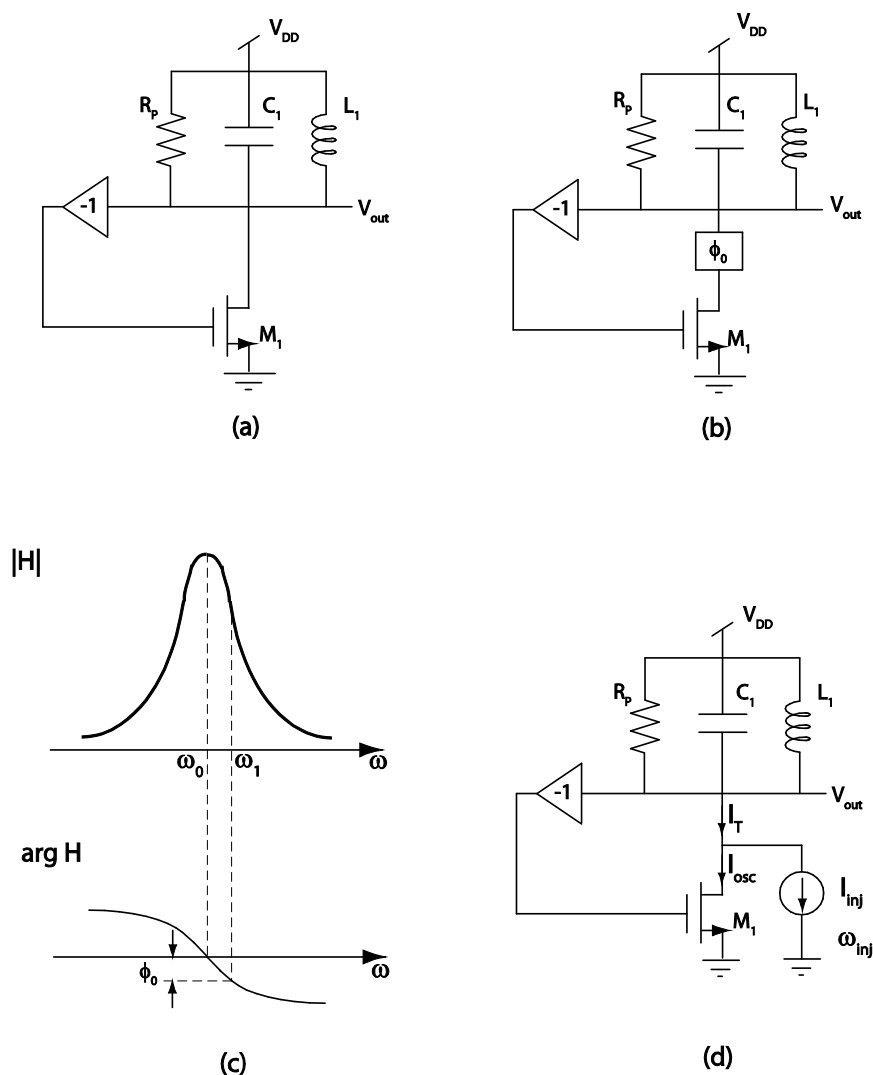 V_DD
R_P C_1 L_1
-1
V_out
M_1
(a)
V_DD
R_P C_1 L_1
-1
V_out
ϕ_0
M_1
(b)
|H|
ω_0 ω_1 ω
arg H
ω
ϕ_0
(c)
V_DD
R_P C_1 L_1
-1
V_out
I_T
I_osc
I_inj
M_1
ω_inj
(d)